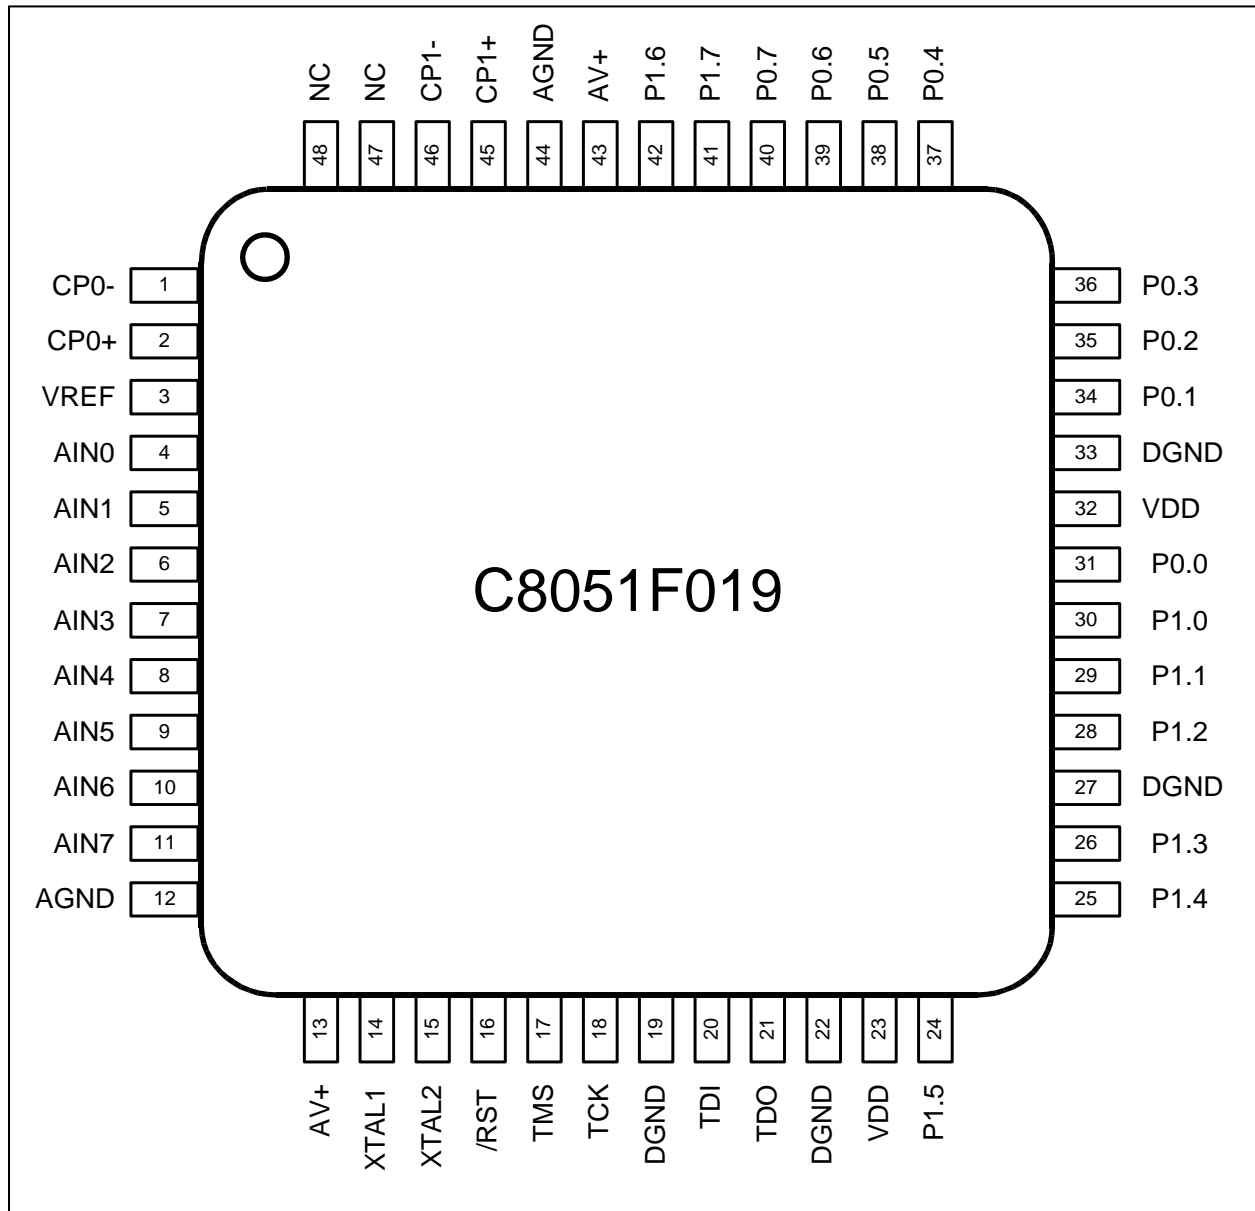 NC NC CP1- CP1+ AGND AV+ P1.6 P1.7 P0.7 P0.6 P0.5 P0.4
48 47 46 45 44 43 42 41 40 39 38 37
CP0- 1 36 P0.3
CP0+ 2 35 P0.2
VREF 3 34 P0.1
AIN0 4 33 DGND
AIN1 5 32 VDD
AIN2 6 31 P0.0
C8051F019
AIN3 7 30 P1.0
AIN4 8 29 P1.1
AIN5 9 28 P1.2
AIN6 10 27 DGND
AIN7 11 26 P1.3
AGND 12 25 P1.4
13 14 15 16 17 18 19 20 21 22 23 24
AV+ XTAL1 XTAL2 /RST TMS TCK DGND TDI TDO DGND VDD P1.5